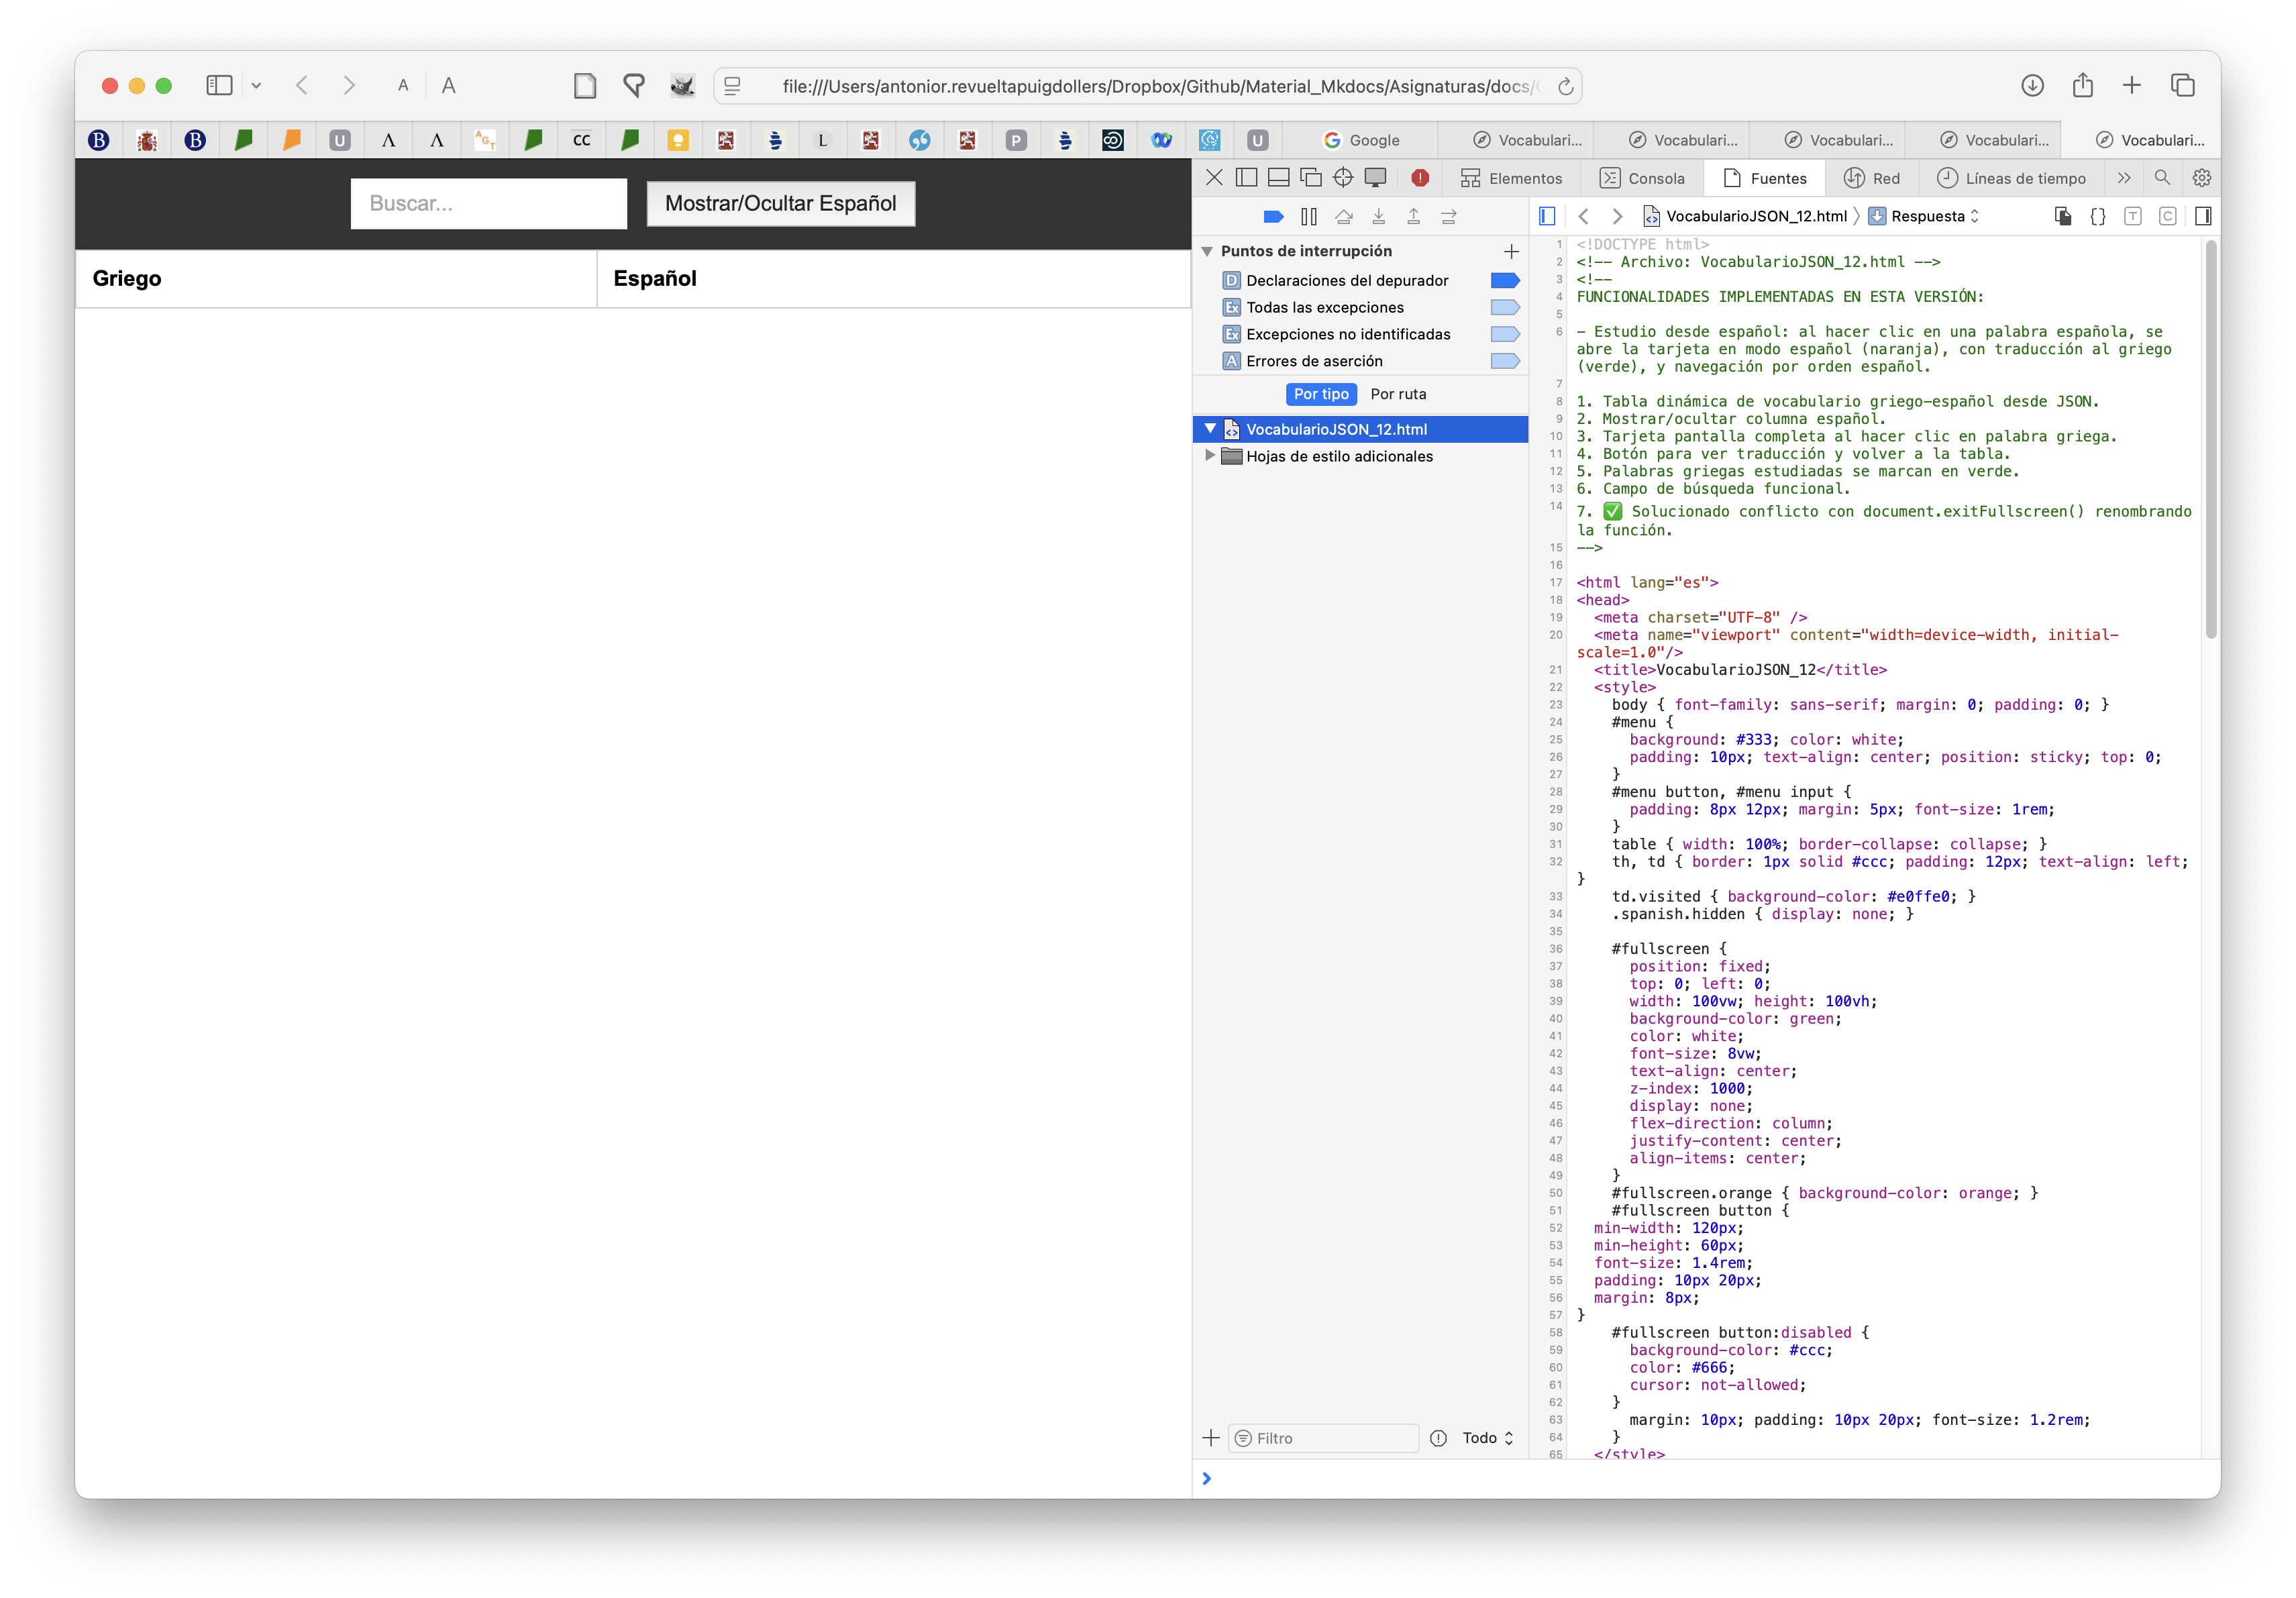 A A file:///Users/antonior.revueltapuigdollers/Dropbox/Github/Material_Mkdocs/Asignaturas/docs/
B B U Λ Λ AGT CC L P U Google Vocabulari... Vocabulari... Vocabulari... Vocabulari... Vocabulari...
Buscar...
Mostrar/Ocultar Español
Griego
Español
Elementos Consola Fuentes Red Líneas de tiempo
VocabularioJSON_12.html Respuesta {} T C
Puntos de interrupción
D Declaraciones del depurador
Ex Todas las excepciones
Ex Excepciones no identificadas
A Errores de aserción
Por tipo Por ruta
VocabularioJSON_12.html
Hojas de estilo adicionales
Filtro Todo
1 <!DOCTYPE html>
2 <!-- Archivo: VocabularioJSON_12.html -->
3 <!--
4 FUNCIONALIDADES IMPLEMENTADAS EN ESTA VERSIÓN:
5
6 - Estudio desde español: al hacer clic en una palabra española, se
abre la tarjeta en modo español (naranja), con traducción al griego
(verde), y navegación por orden español.
7
8 1. Tabla dinámica de vocabulario griego-español desde JSON.
9 2. Mostrar/ocultar columna español.
10 3. Tarjeta pantalla completa al hacer clic en palabra griega.
11 4. Botón para ver traducción y volver a la tabla.
12 5. Palabras griegas estudiadas se marcan en verde.
13 6. Campo de búsqueda funcional.
14 7. ✅ Solucionado conflicto con document.exitFullscreen() renombrando
la función.
15 -->
16
17 <html lang="es">
18 <head>
19 <meta charset="UTF-8" />
20 <meta name="viewport" content="width=device-width, initial-
scale=1.0"/>
21 <title>VocabularioJSON_12</title>
22 <style>
23 body { font-family: sans-serif; margin: 0; padding: 0; }
24 #menu {
25 background: #333; color: white;
26 padding: 10px; text-align: center; position: sticky; top: 0;
27 }
28 #menu button, #menu input {
29 padding: 8px 12px; margin: 5px; font-size: 1rem;
30 }
31 table { width: 100%; border-collapse: collapse; }
32 th, td { border: 1px solid #ccc; padding: 12px; text-align: left;
}
33 td.visited { background-color: #e0ffe0; }
34 .spanish.hidden { display: none; }
35
36 #fullscreen {
37 position: fixed;
38 top: 0; left: 0;
39 width: 100vw; height: 100vh;
40 background-color: green;
41 color: white;
42 font-size: 8vw;
43 text-align: center;
44 z-index: 1000;
45 display: none;
46 flex-direction: column;
47 justify-content: center;
48 align-items: center;
49 }
50 #fullscreen.orange { background-color: orange; }
51 #fullscreen button {
52 min-width: 120px;
53 min-height: 60px;
54 font-size: 1.4rem;
55 padding: 10px 20px;
56 margin: 8px;
57 }
58 #fullscreen button:disabled {
59 background-color: #ccc;
60 color: #666;
61 cursor: not-allowed;
62 }
63 margin: 10px; padding: 10px 20px; font-size: 1.2rem;
64 }
65 </style>